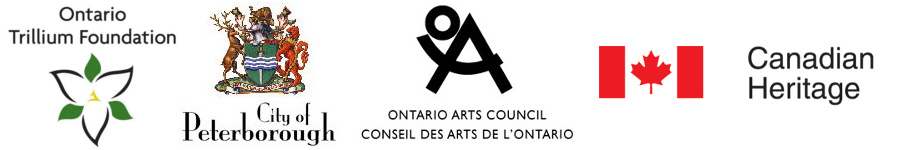 Ontario
Trillium Foundation
City of
Peterborough
ONTARIO ARTS COUNCIL
CONSEIL DES ARTS DE L'ONTARIO
Canadian
Heritage